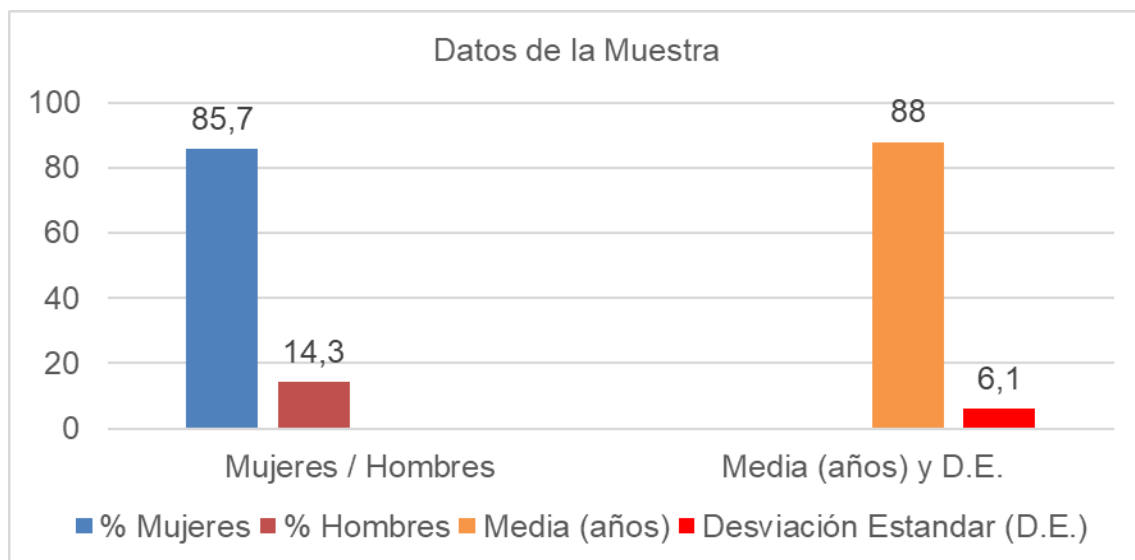 Datos de la Muestra
100
80
60
40
20
0
85,7
14,3
88
6,1
Mujeres / Hombres
Media (años) y D.E.
% Mujeres % Hombres Media (años) Desviación Estandar (D.E.)